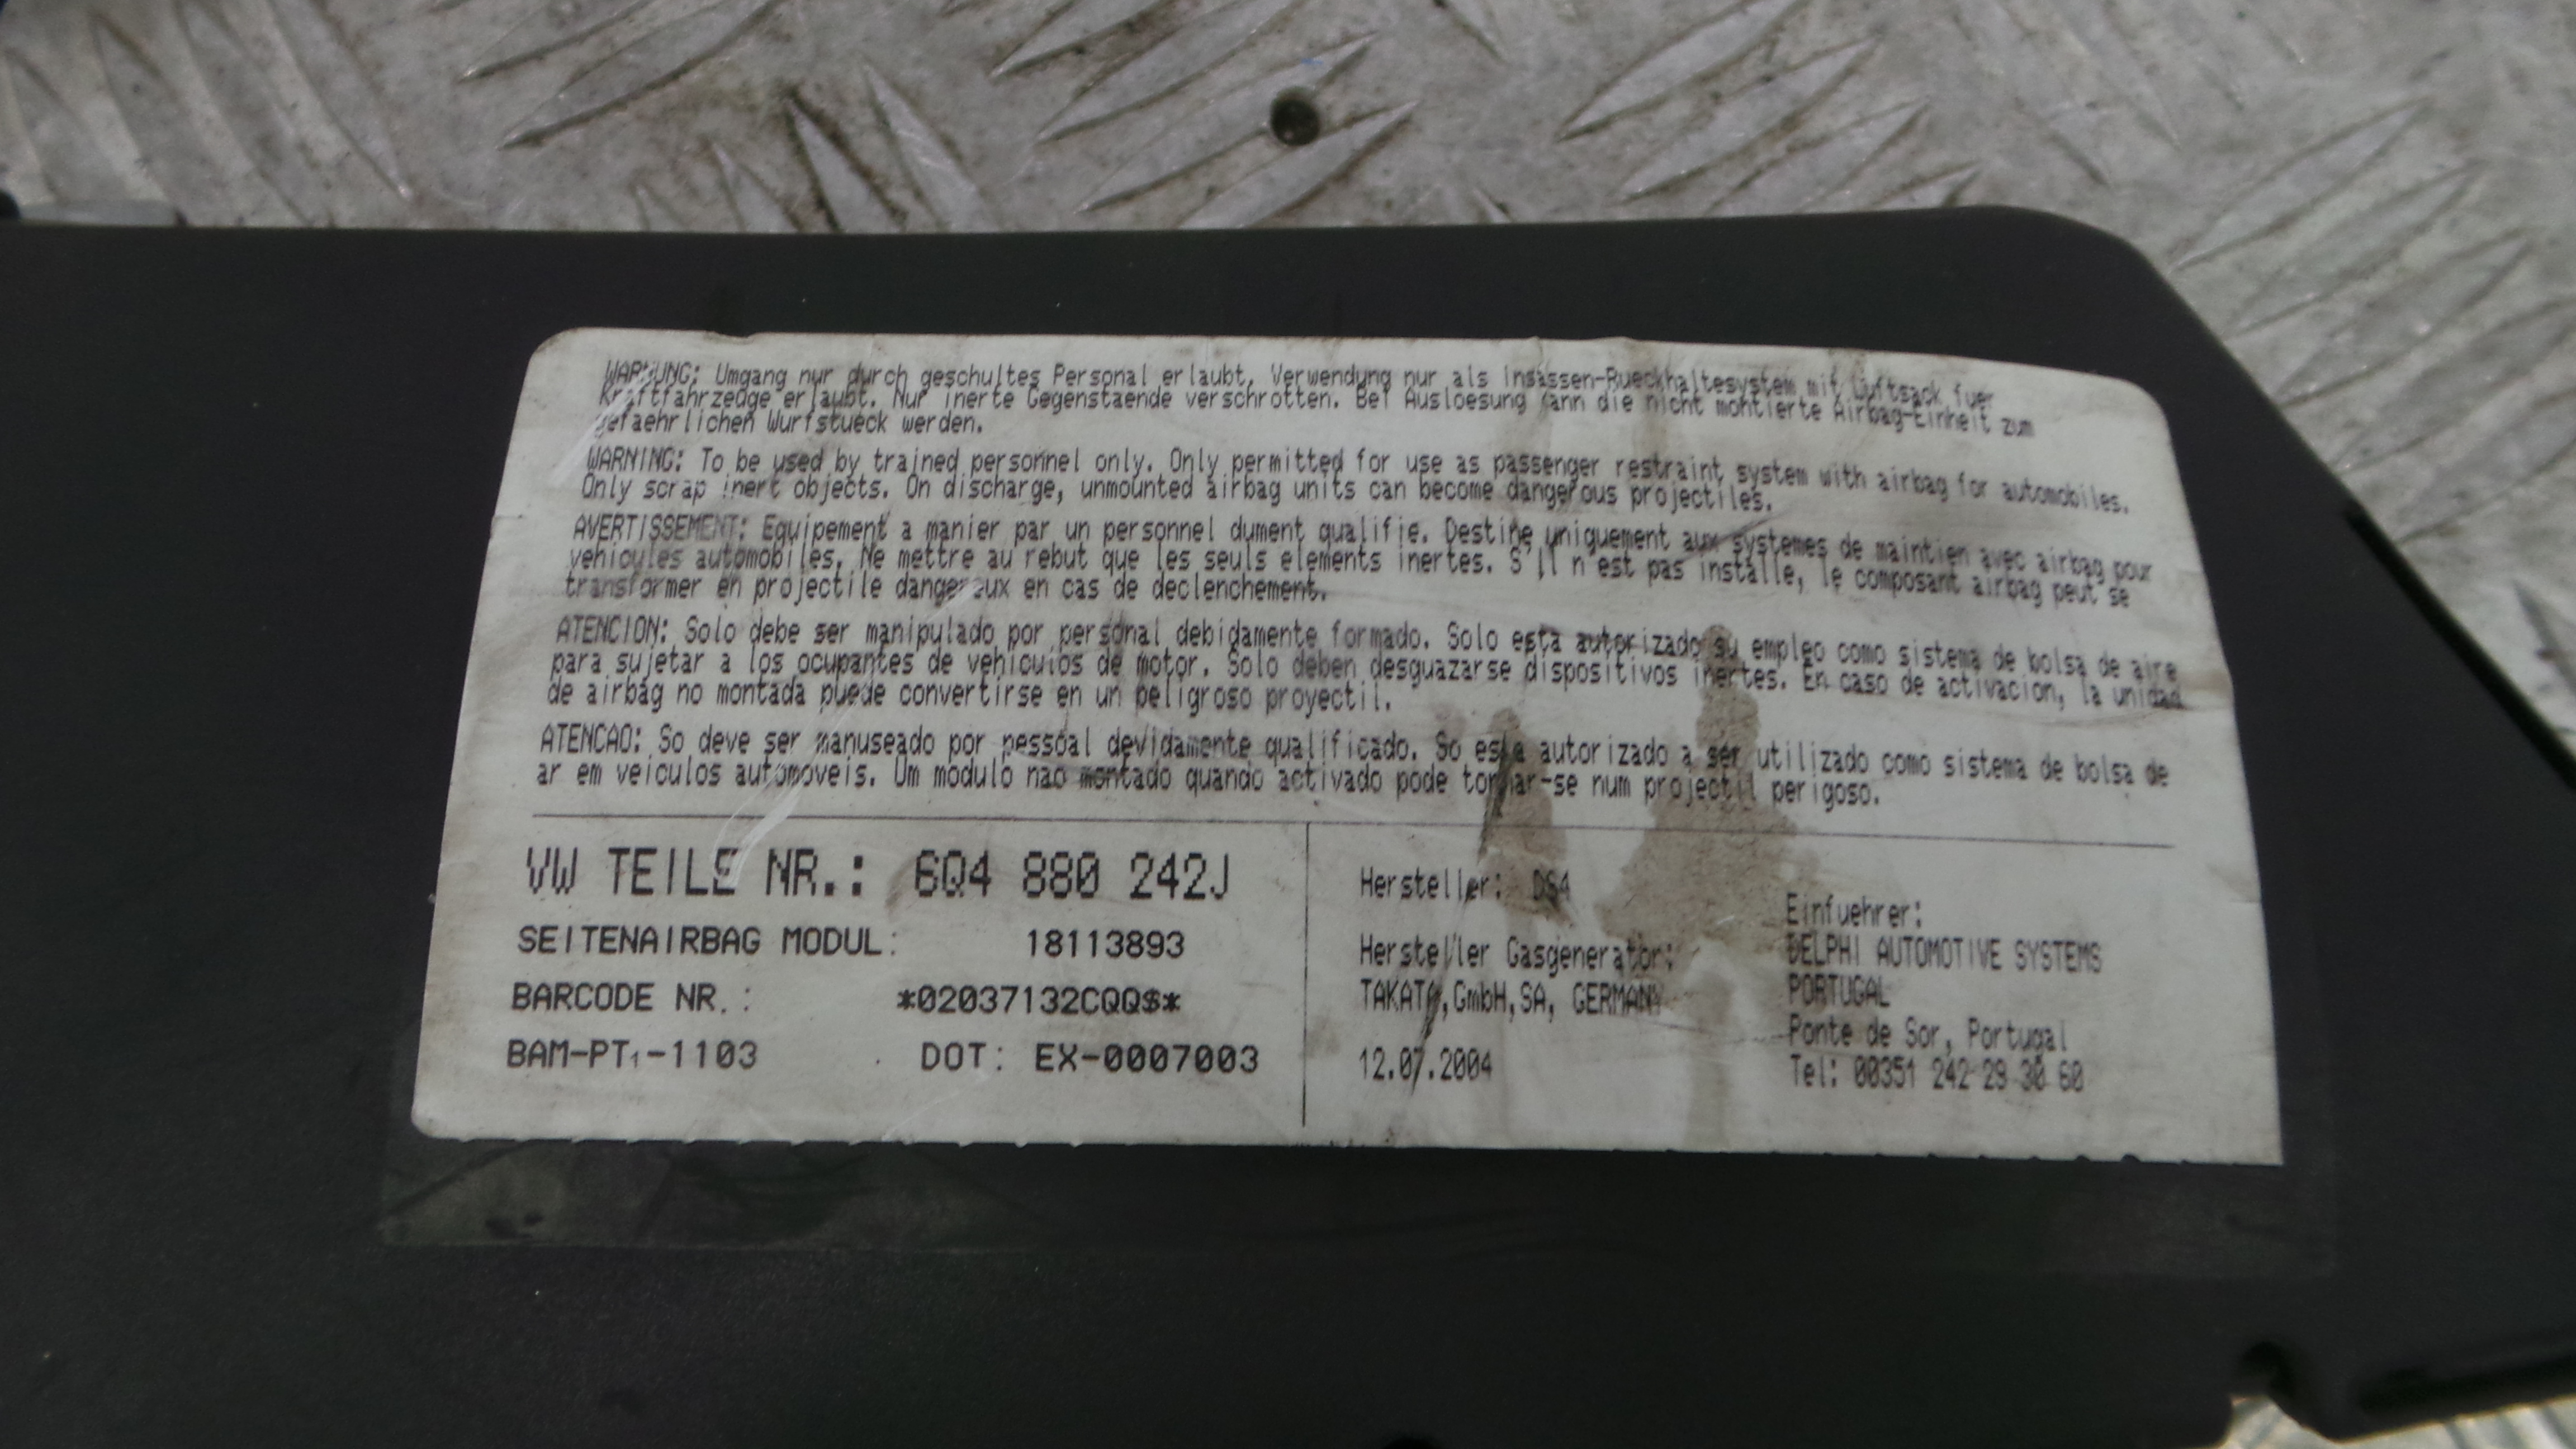 WARNUNG: Umgang nur durch geschultes Personal erlaubt. Verwendung nur als Insassen-Rueckhaltesystem mit Luftsack fuer
Kraftfahrzeuge erlaubt. Nur inerte Gegenstaende verschrotten. Bei Ausloesung kann die nicht montierte Airbag-Einheit zum
gefaehrlichen Wurfstueck werden.
WARNING: To be used by trained personnel only. Only permitted for use as passenger restraint system with airbag for automobiles.
Only scrap inert objects. On discharge, unmounted airbag units can become dangerous projectiles.
AVERTISSEMENT: Equipement a manier par un personnel dument qualifie. Destine uniquement aux systemes de maintien avec airbag pour
vehicules automobiles. Ne mettre au rebut que les seuls elements inertes. S'il n'est pas installe, le composant airbag peut se
transformer en projectile dangereux en cas de declenchement.
ATENCION: Solo debe ser manipulado por personal debidamente formado. Solo esta autorizado su empleo como sistema de bolsa de aire
para sujetar a los ocupantes de vehiculos de motor. Solo deben desguazarse dispositivos inertes. En caso de activacion, la unidad
de airbag no montada puede convertirse en un peligroso proyectil.
ATENCAO: So deve ser manuseado por pessoal devidamente qualificado. So esta autorizado a ser utilizado como sistema de bolsa de
ar em veiculos automoveis. Um modulo nao montado quando activado pode tornar-se num projectil perigoso.
VW TEILE NR.: 6Q4 880 242J
SEITENAIRBAG MODUL: 18113893
BARCODE NR.: *02037132CQQ$*
BAM-PT1-1103 DOT: EX-0007003
Hersteller: DS4
Hersteller Gasgenerator:
TAKATA,GmbH,SA, GERMANY
12.07.2004
Einfuehrer:
DELPHI AUTOMOTIVE SYSTEMS
PORTUGAL
Ponte de Sor, Portugal
Tel: 00351 242 29 30 60